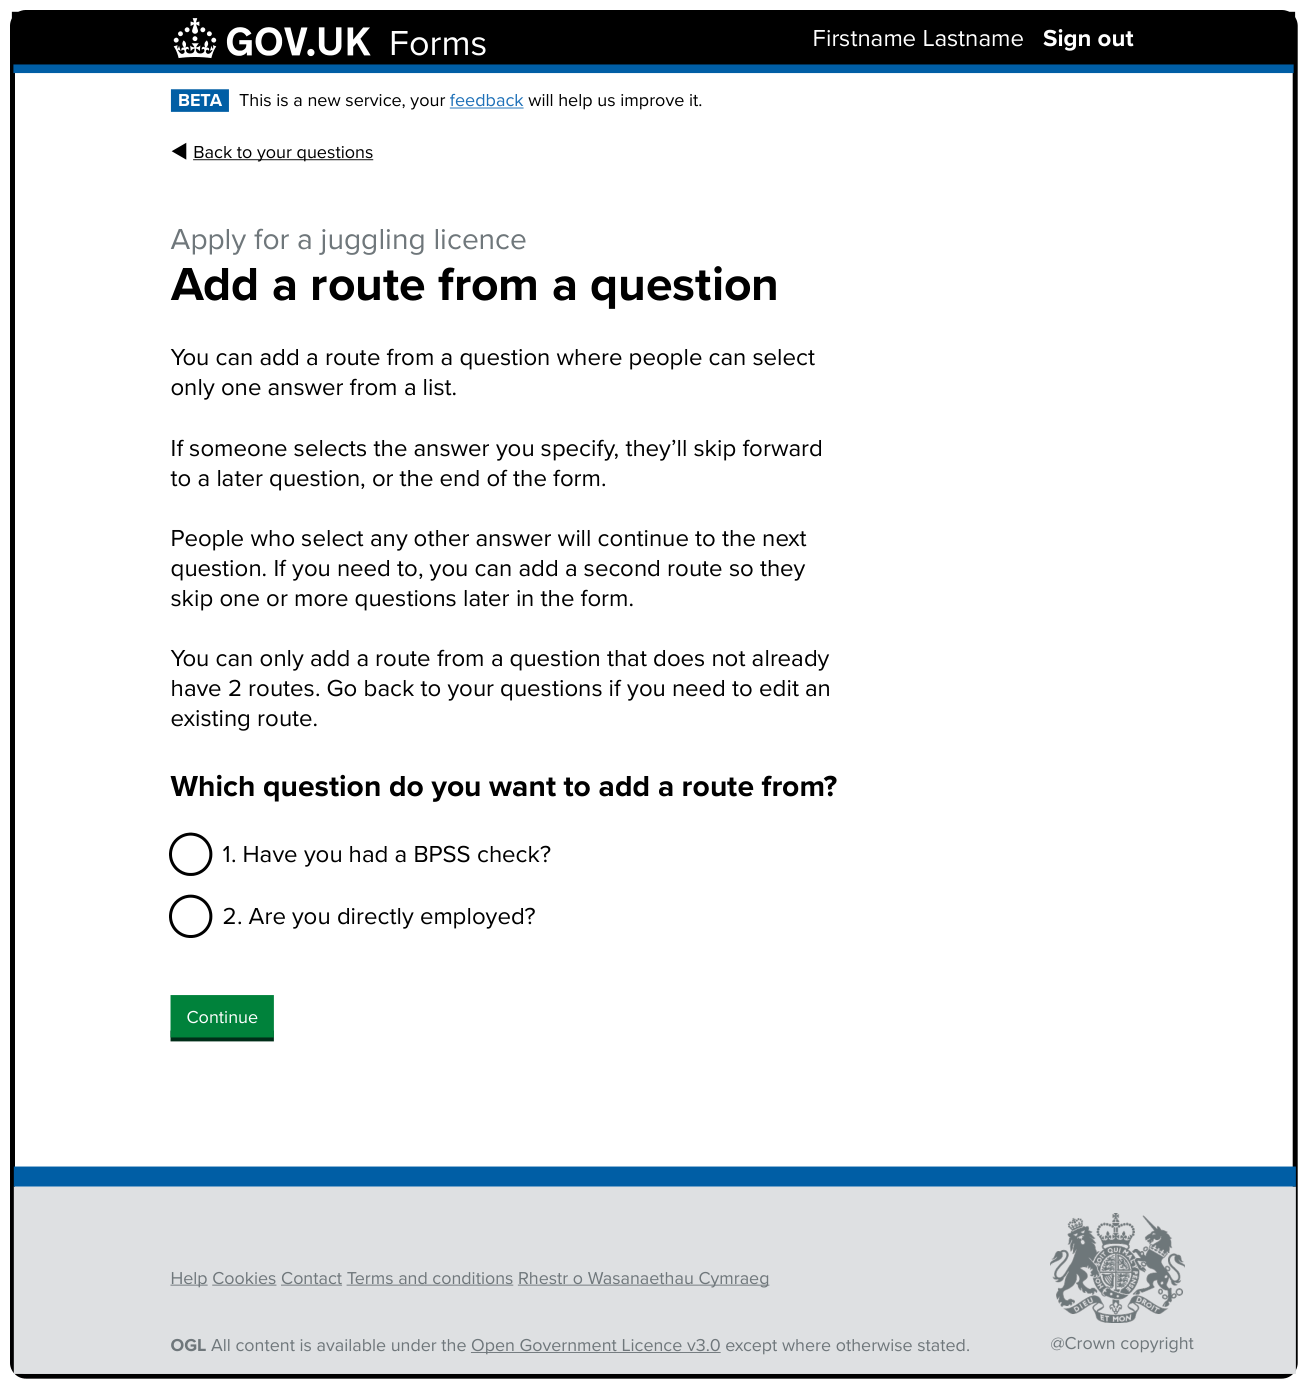 GOV.UK Forms
Firstname Lastname Sign out
BETA This is a new service, your feedback will help us improve it.
Back to your questions
Apply for a juggling licence
Add a route from a question
You can add a route from a question where people can select
only one answer from a list.
If someone selects the answer you specify, they’ll skip forward
to a later question, or the end of the form.
People who select any other answer will continue to the next
question. If you need to, you can add a second route so they
skip one or more questions later in the form.
You can only add a route from a question that does not already
have 2 routes. Go back to your questions if you need to edit an
existing route.
Which question do you want to add a route from?
1. Have you had a BPSS check?
2. Are you directly employed?
Continue
Help Cookies Contact Terms and conditions Rhestr o Wasanaethau Cymraeg
DIEU ET MON DROIT
OGL All content is available under the Open Government Licence v3.0 except where otherwise stated.
@Crown copyright